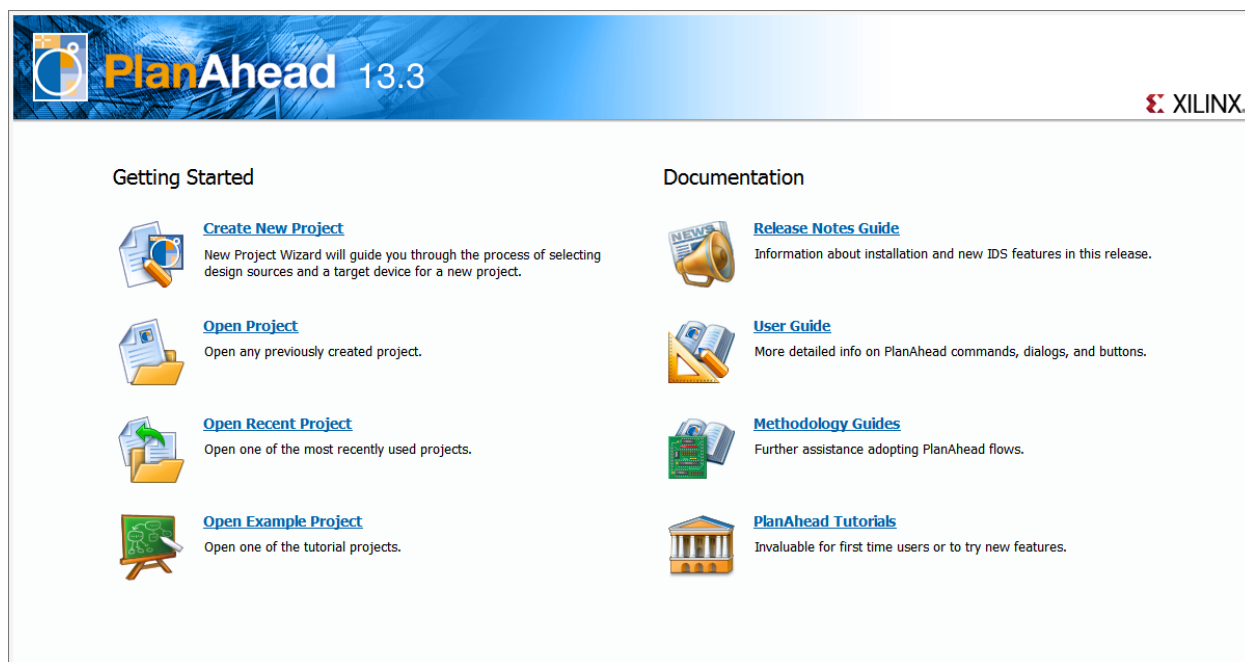 PlanAhead 13.3
XILINX
Getting Started
Create New Project
New Project Wizard will guide you through the process of selecting
design sources and a target device for a new project.
Open Project
Open any previously created project.
Open Recent Project
Open one of the most recently used projects.
Open Example Project
Open one of the tutorial projects.
Documentation
NEWS
Release Notes Guide
Information about installation and new IDS features in this release.
User Guide
More detailed info on PlanAhead commands, dialogs, and buttons.
Methodology Guides
Further assistance adopting PlanAhead flows.
PlanAhead Tutorials
Invaluable for first time users or to try new features.